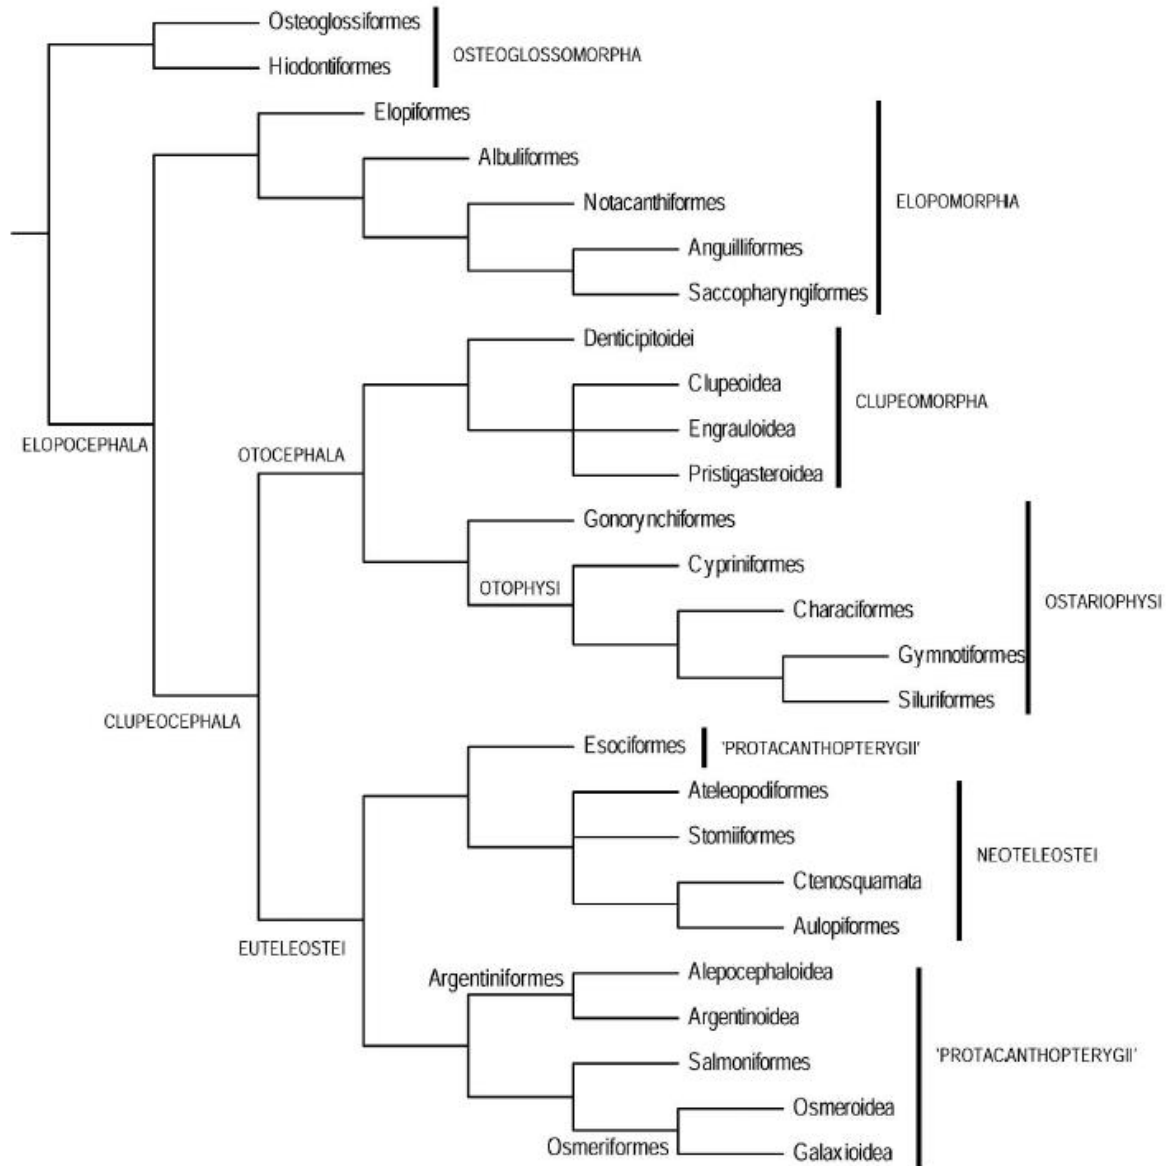 Osteoglossiformes
OSTEOGLOSSOMORPHA
Hiodontiformes
Elopiformes
Albuliformes
Notacanthiformes
ELOPOMORPHIA
Anguilliformes
Saccopharyngiformes
Denticipitoidei
Clupeoidea
CLUPEOMORPHA
Engrauloidea
ELOPOCEPHALA
OTOCEPHALA
Pristigasteroidea
Gonorynchiformes
Cypriniformes
OTOPHYSI
Characiformes
OSTARIOPHYSI
Gymnotiformes
Siluriformes
CLUPEOCEPHALA
Esociformes
'PROTACANTHOPTERYGII'
Ateleopodiformes
Stomiiformes
NEOTELEOSTEI
Ctenosquamata
Aulopiformes
EUTELEOSTEI
Argentiniformes
Alepocephaloidea
Argentinoidea
Salmoniformes
'PROTACANTHOPTERYGII'
Osmeroidea
Osmeriformes
Galaxioidea